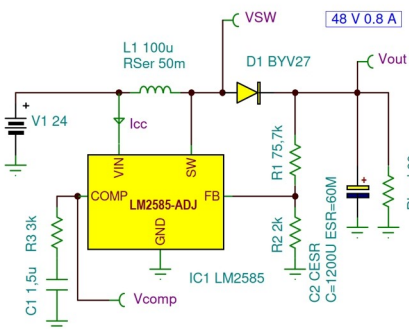 VSW
48 V 0.8 A
L1 100u
RSer 50m
D1 BYV27
Vout
+
V1 24
Icc
R1 75,7k
VIN
SW
COMP
FB
LM2585-ADJ
+
GND
R3 3k
R2 2k
C2 CESR
C=1200U ESR=60M
IC1 LM2585
C1 1,5u
Vcomp